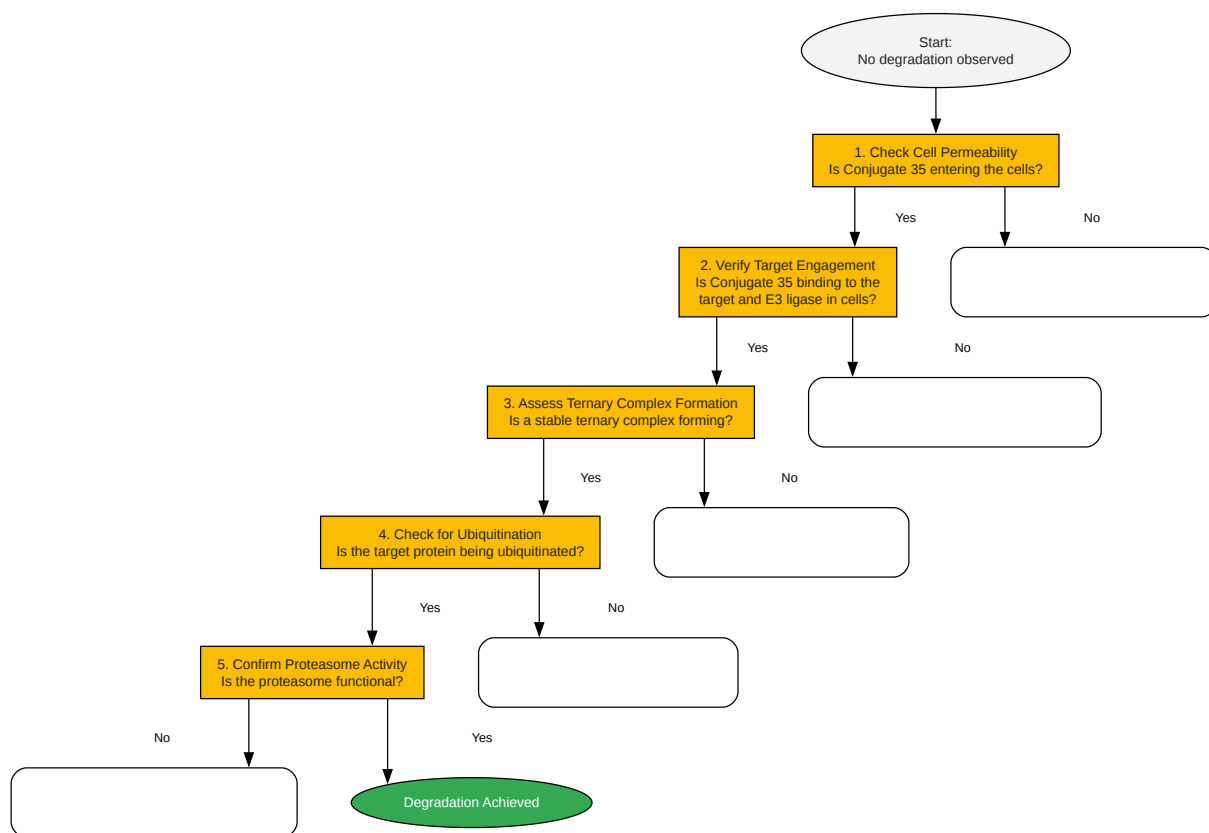 Start:
No degradation observed
1. Check Cell Permeability
Is Conjugate 35 entering the cells?
Yes
No
2. Verify Target Engagement
Is Conjugate 35 binding to the
target and E3 ligase in cells?
Yes
No
3. Assess Ternary Complex Formation
Is a stable ternary complex forming?
Yes
No
4. Check for Ubiquitination
Is the target protein being ubiquitinated?
Yes
No
5. Confirm Proteasome Activity
Is the proteasome functional?
No
Yes
Degradation Achieved